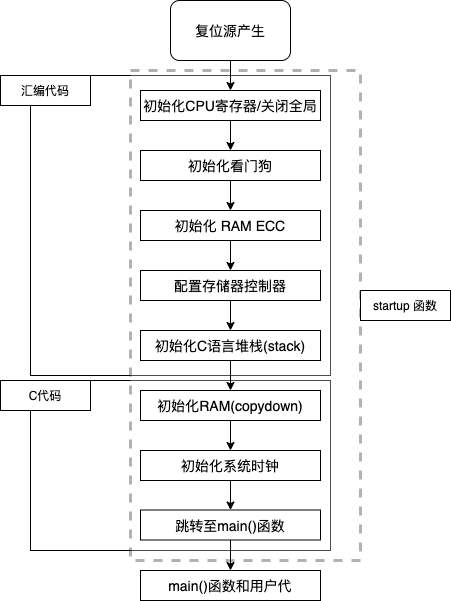 复位源产生
汇编代码
初始化CPU寄存器/关闭全局
初始化看门狗
初始化 RAM ECC
配置存储器控制器
startup 函数
初始化C语言堆栈(stack)
C代码
初始化RAM(copydown)
初始化系统时钟
跳转至main()函数
main()函数和用户代